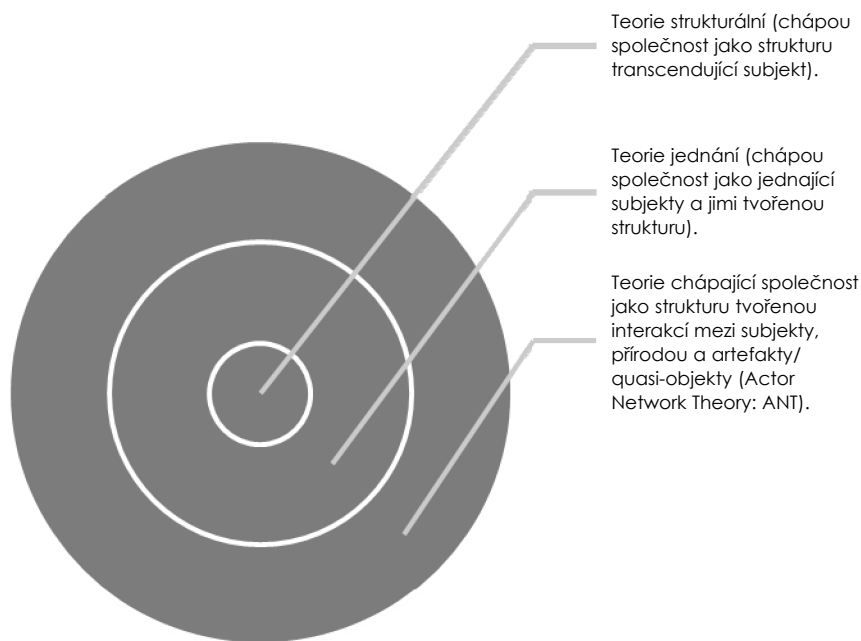 Teorie strukturální (chápou
společnost jako strukturu
transcendující subjekt).
Teorie jednání (chápou
společnost jako jednající
subjekty a jimi tvořenou
strukturu).
Teorie chápající společnost
jako strukturu tvořenou
interakcí mezi subjekty,
přírodou a artefakty/
quasi-objekty (Actor
Network Theory: ANT).